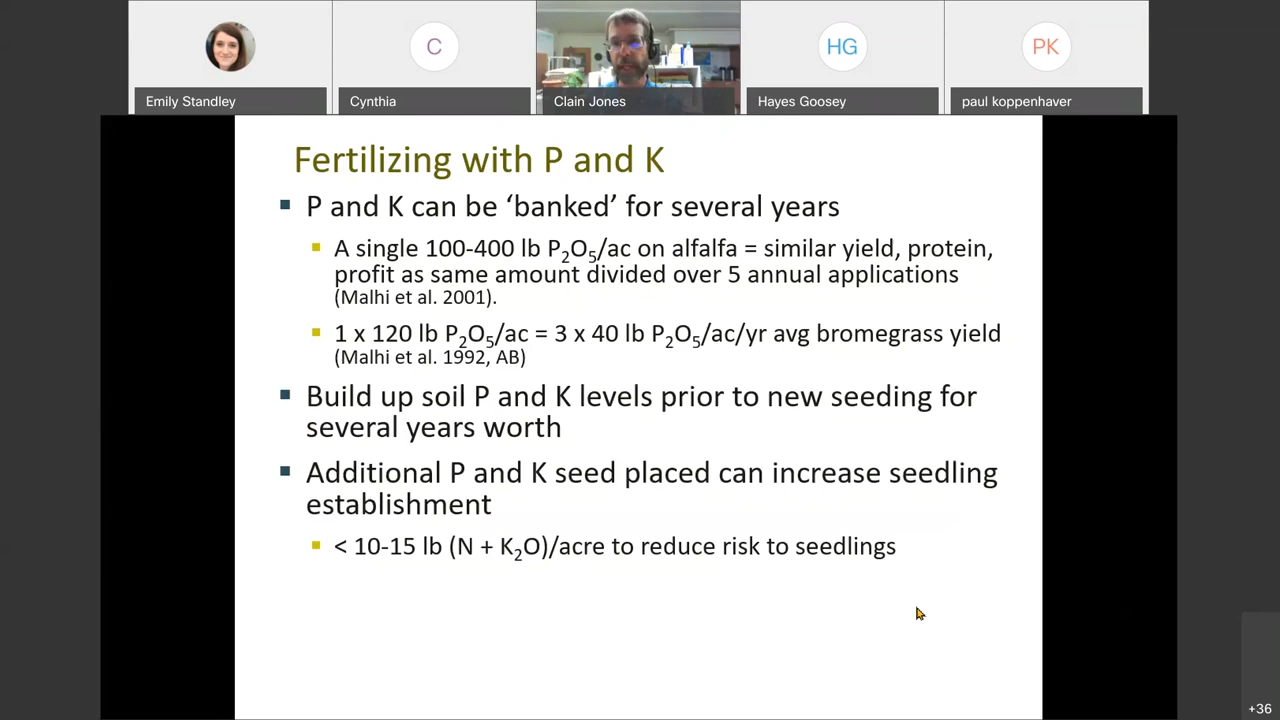 Emily Standley
C
Cynthia
Clain Jones
HG
Hayes Goosey
PK
paul koppenhaver
Fertilizing with P and K
P and K can be ‘banked’ for several years
A single 100-400 lb P₂O₅/ac on alfalfa = similar yield, protein,
profit as same amount divided over 5 annual applications
(Malhi et al. 2001).
1 x 120 lb P₂O₅/ac = 3 x 40 lb P₂O₅/ac/yr avg bromegrass yield
(Malhi et al. 1992, AB)
Build up soil P and K levels prior to new seeding for
several years worth
Additional P and K seed placed can increase seedling
establishment
< 10-15 lb (N + K₂O)/acre to reduce risk to seedlings
+36